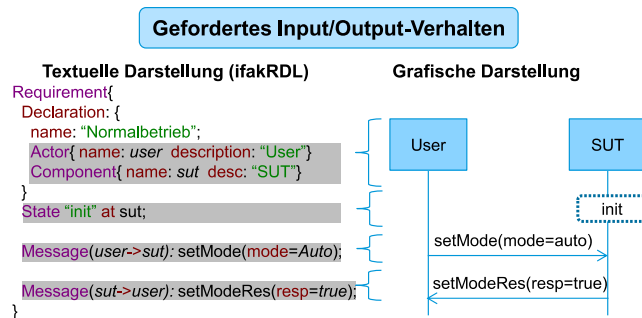 Gefordertes Input/Output-Verhalten
Textuelle Darstellung (ifakRDL)
Requirement{
Declaration: {
name: “Normalbetrieb”;
Actor{ name: user description: “User”}
Component{ name: sut desc: “SUT”}
}
State “init” at sut;
Message(user->sut): setMode(mode=Auto);
Message(sut->user): setModeRes(resp=true);
}
Grafische Darstellung
User
SUT
init
setMode(mode=auto)
setModeRes(resp=true)